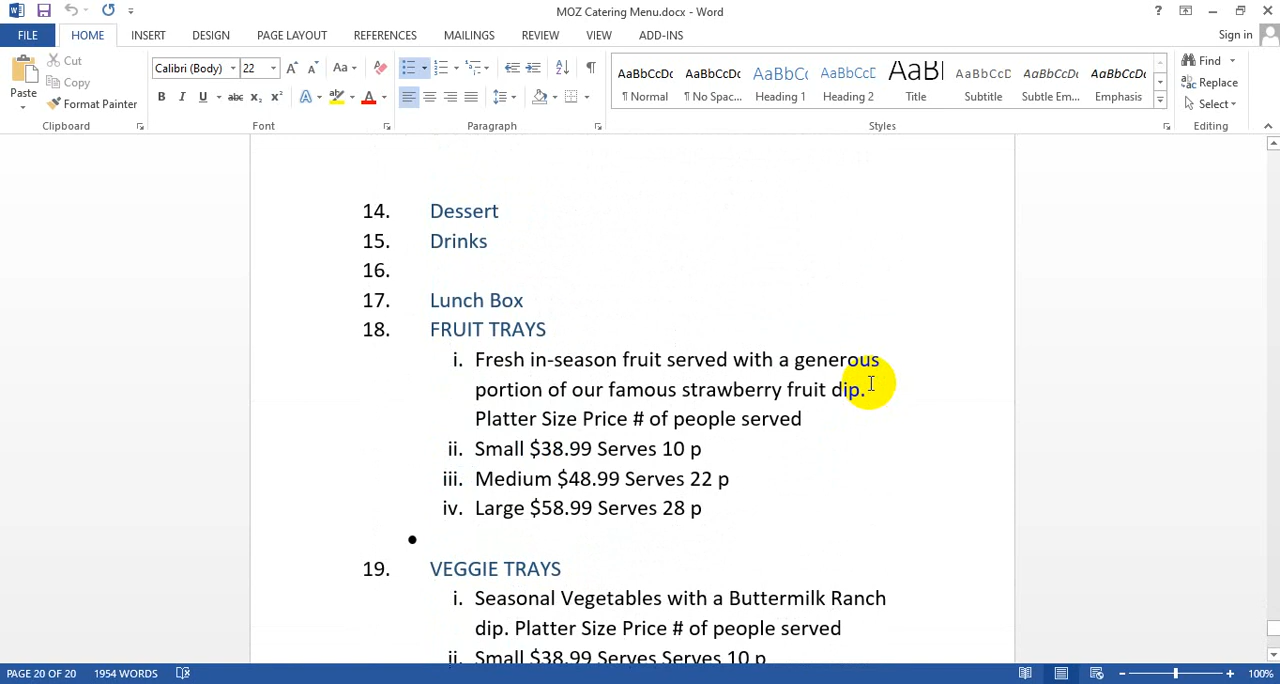 MOZ Catering Menu.docx - Word
?
FILE HOME INSERT DESIGN PAGE LAYOUT REFERENCES MAILINGS REVIEW VIEW ADD-INS Sign in
Paste
Cut
Copy
Format Painter
Clipboard
Calibri (Body) 22
Font
Paragraph
AaBbCcDc AaBbCcDc AaBbCc AaBbCcC AaBl AaBbCcD AaBbCcDc AaBbCcDc
¶ Normal ¶ No Spac... Heading 1 Heading 2 Title Subtitle Subtle Em... Emphasis
Styles
Find
Replace
Select
Editing
14. Dessert
15. Drinks
16.
17. Lunch Box
18. FRUIT TRAYS
i. Fresh in-season fruit served with a generous
portion of our famous strawberry fruit dip.
Platter Size Price # of people served
ii. Small $38.99 Serves 10 p
iii. Medium $48.99 Serves 22 p
iv. Large $58.99 Serves 28 p
•
19. VEGGIE TRAYS
i. Seasonal Vegetables with a Buttermilk Ranch
dip. Platter Size Price # of people served
ii. Small $38.99 Serves Serves 10 p
PAGE 20 OF 20 1954 WORDS 100%